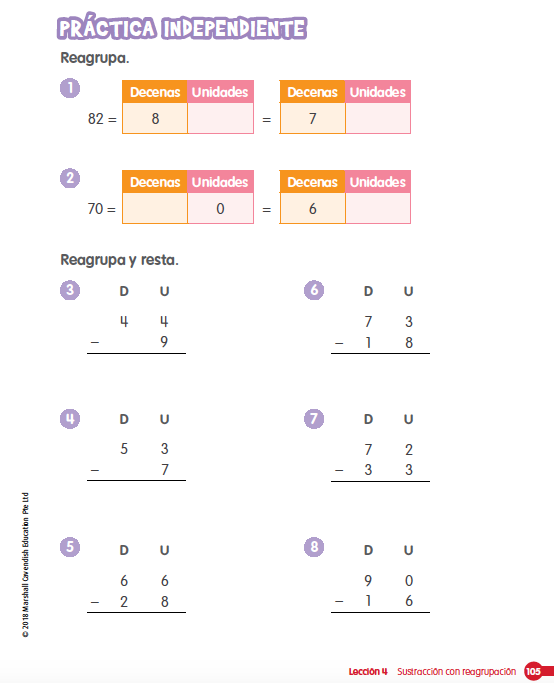 PRÁCTICA INDEPENDIENTE
Reagrupa.
1
Decenas Unidades Decenas Unidades
82 = 8 = 7
2
Decenas Unidades Decenas Unidades
70 = 0 = 6
Reagrupa y resta.
3 D U
4 4
− 9
6 D U
7 3
− 1 8
4 D U
5 3
− 7
7 D U
7 2
− 3 3
5 D U
6 6
− 2 8
8 D U
9 0
− 1 6
© 2018 Marshall Cavendish Education Pte Ltd
Lección 4 Sustracción con reagrupación 105